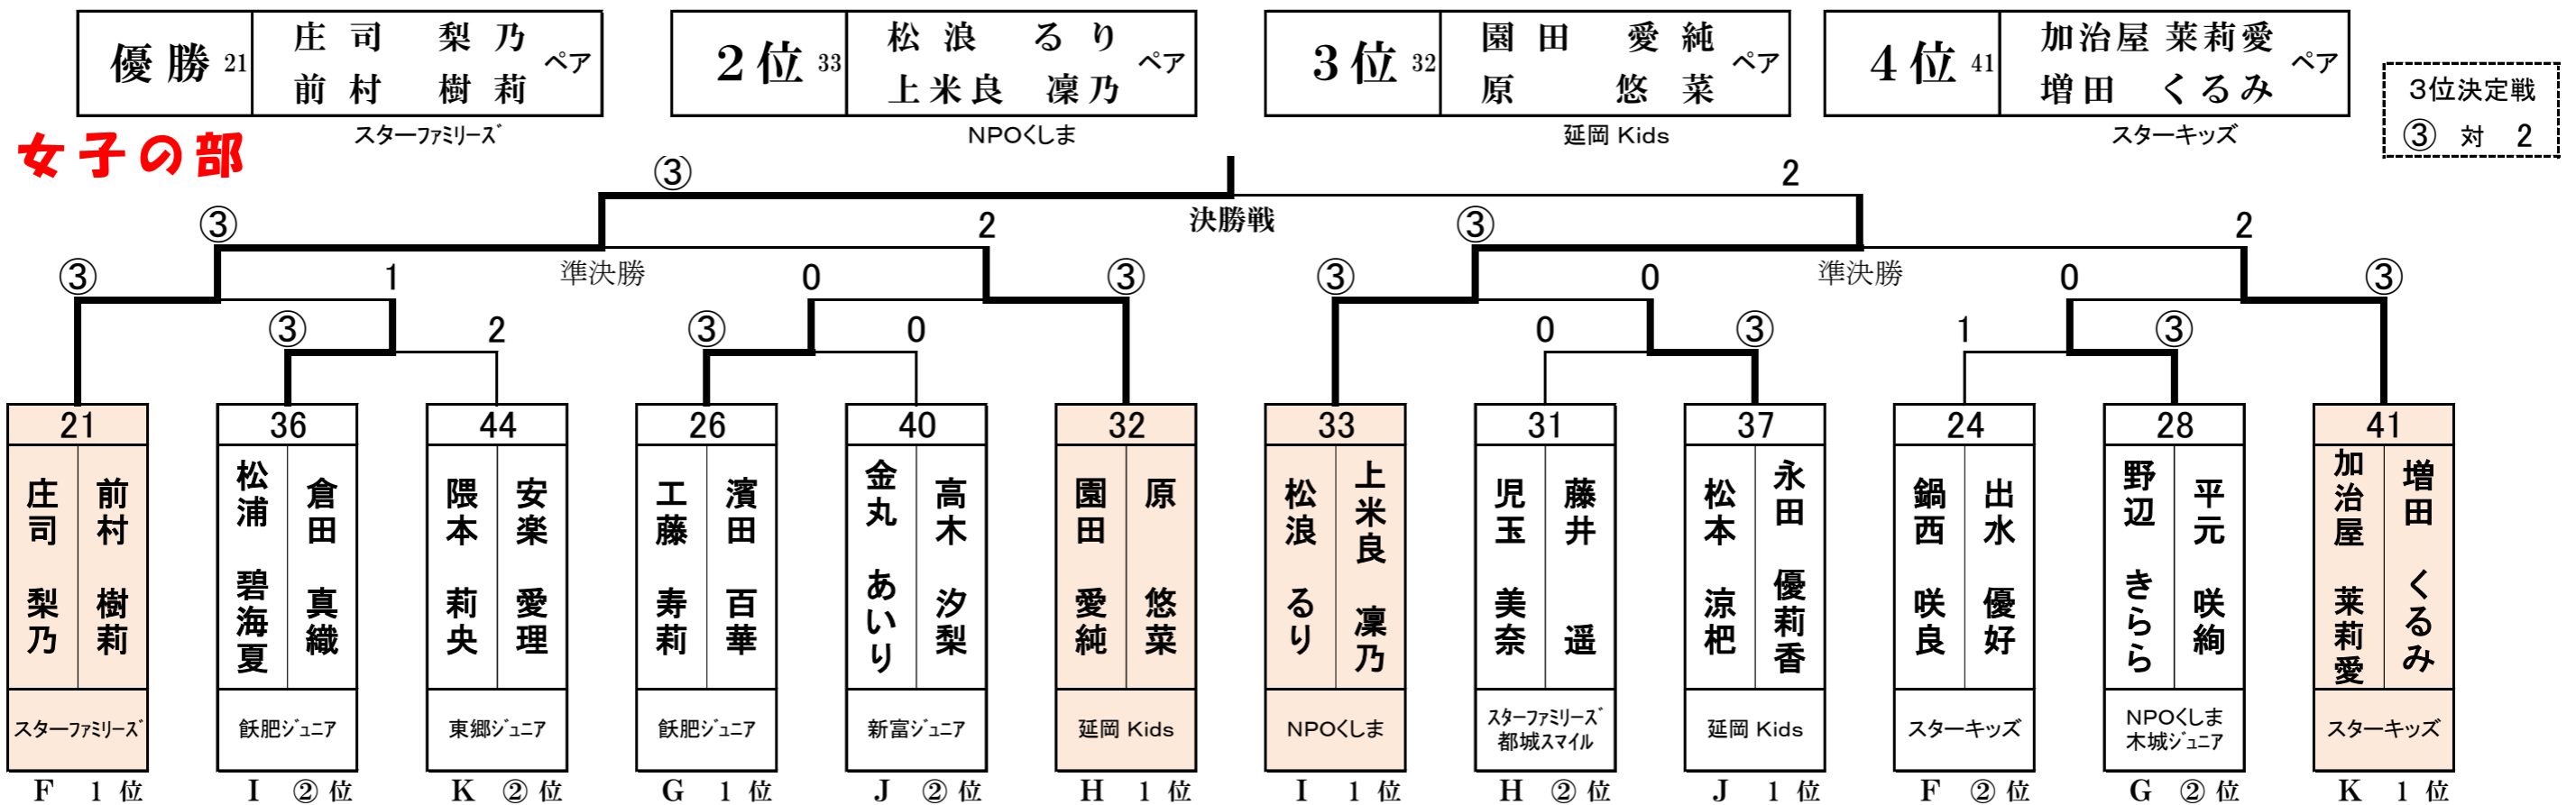 優勝 21 庄司 梨乃 前村 樹莉 ペア
スターファミリーズ
2位 33 松浪 るり 上米良 凜乃 ペア
NPOくしま
3位 32 園田 愛純 原 悠菜 ペア
延岡 Kids
4位 41 加治屋 莱莉愛 増田 くるみ ペア
スターキッズ
3位決定戦
③ 対 2
女子の部
③ 2
決勝戦
③ 2 ③ 2
準決勝 準決勝
③ 1 0 ③ ③ 0 0 ③
③ 2 ③ 0 0 ③ 1 ③
21 36 44 26 40 32 33 31 37 24 28 41
庄司 梨乃
前村 樹莉
松浦 碧海夏
倉田 真織
隈本 莉央
安楽 愛理
工藤 寿莉
濱田 百華
金丸 あいり
高木 汐梨
園田 愛純
原 悠菜
松浪 るり
上米良 凜乃
児玉 美奈
藤井 遥
松本 涼杷
永田 優莉香
鍋西 咲良
出水 優好
野辺 きらら
平元 咲絢
加治屋 莱莉愛
増田 くるみ
スターファミリーズ
飫肥ジュニア
東郷ジュニア
飫肥ジュニア
新富ジュニア
延岡 Kids
NPOくしま
スターファミリーズ
都城スマイル
延岡 Kids
スターキッズ
NPOくしま
木城ジュニア
スターキッズ
F 1 位 I ② 位 K ② 位 G 1 位 J ② 位 H 1 位 I 1 位 H ② 位 J 1 位 F ② 位 G ② 位 K 1 位